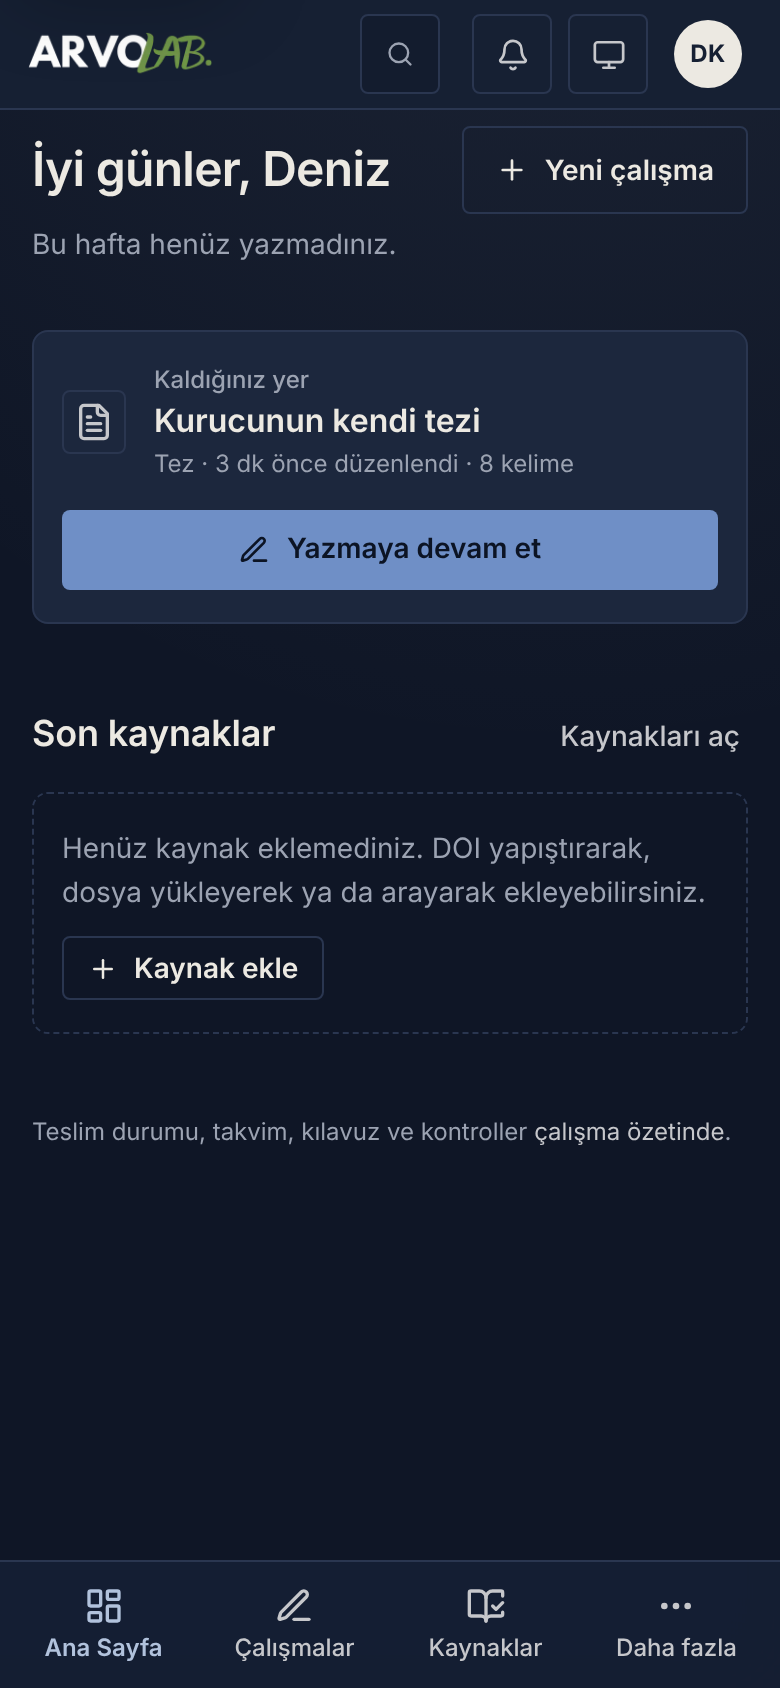 ARVOLAB.
DK
İyi günler, Deniz
Yeni çalışma
Bu hafta henüz yazmadınız.
Kaldığınız yer
Kurucunun kendi tezi
Tez · 3 dk önce düzenlendi · 8 kelime
Yazmaya devam et
Son kaynaklar
Kaynakları aç
Henüz kaynak eklemediniz. DOI yapıştırarak,
dosya yükleyerek ya da arayarak ekleyebilirsiniz.
Kaynak ekle
Teslim durumu, takvim, kılavuz ve kontroller çalışma özetinde.
Ana Sayfa
Çalışmalar
Kaynaklar
Daha fazla